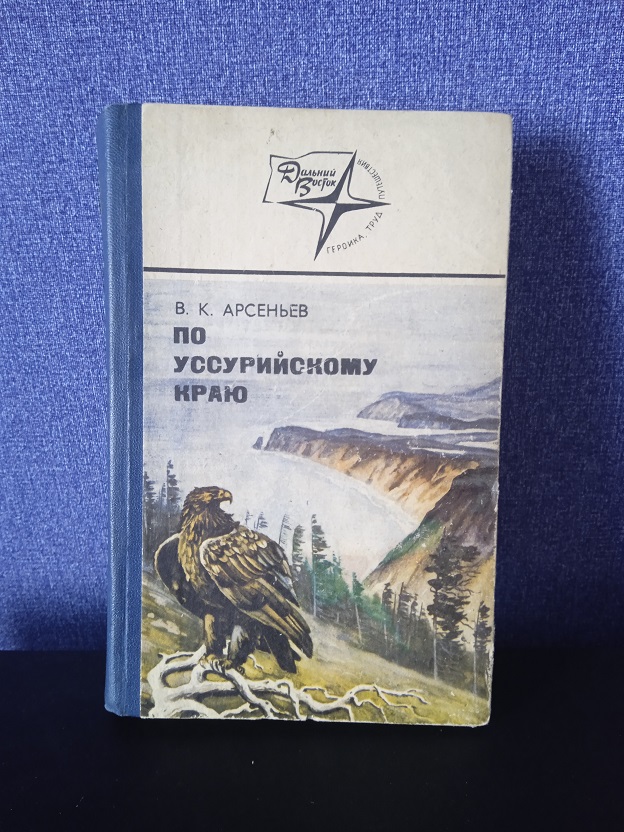 Дальний
Восток
ГЕРОИКА, ТРУД, ПУТЕШЕСТВИЯ
В. К. АРСЕНЬЕВ
ПО
УССУРИЙСКОМУ
КРАЮ